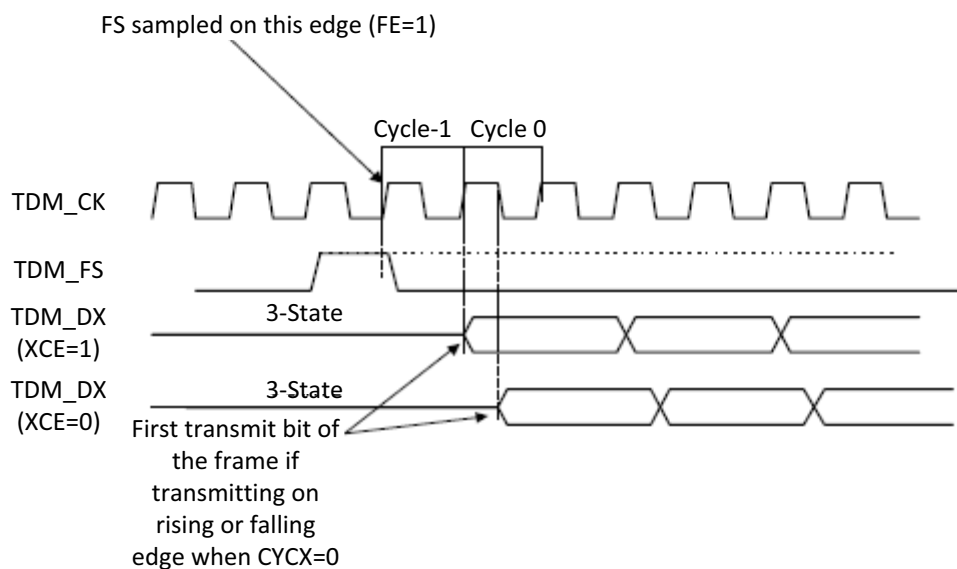 FS sampled on this edge (FE=1)
Cycle-1 Cycle 0
TDM_CK
TDM_FS
TDM_DX
(XCE=1)
3-State
TDM_DX
(XCE=0)
3-State
First transmit bit of
the frame if
transmitting on
rising or falling
edge when CYCX=0